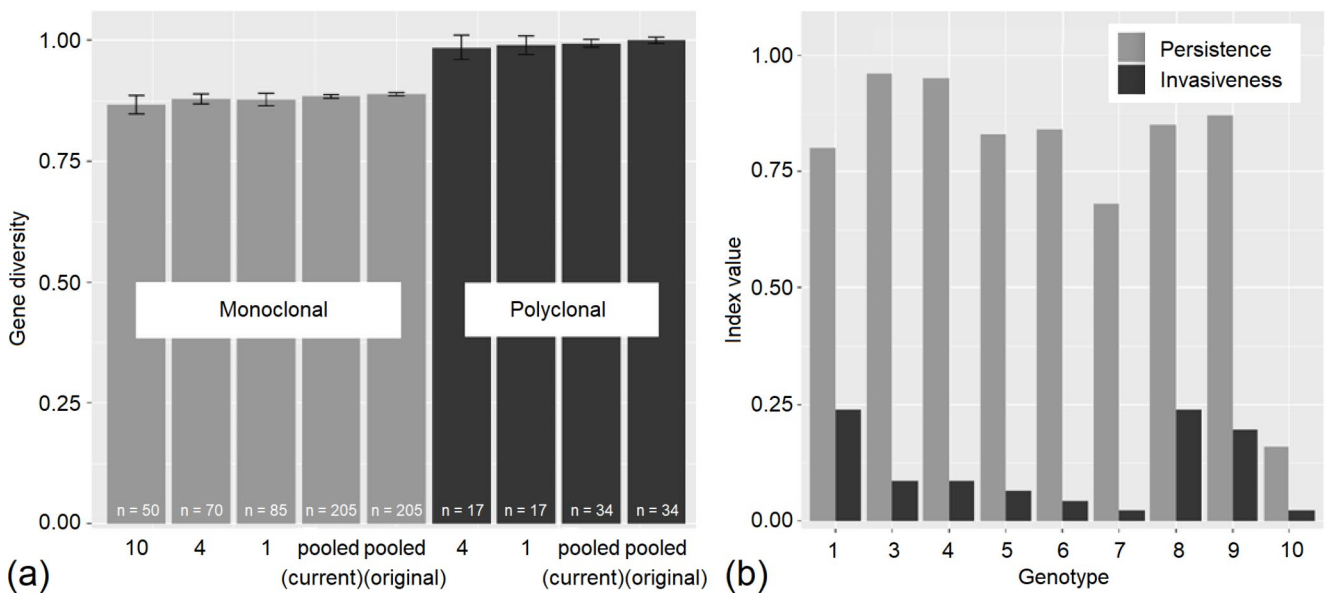 1.00
0.75
0.50
0.25
0.00
Gene diversity
Monoclonal
Polyclonal
n = 50 n = 70 n = 85 n = 205 n = 205 n = 17 n = 17 n = 34 n = 34
10 4 1 pooled pooled 4 1 pooled pooled
(current)(original) (current)(original)
(a)
Persistence
Invasiveness
1.00
0.75
0.50
0.25
0.00
Index value
1 3 4 5 6 7 8 9 10
Genotype
(b)